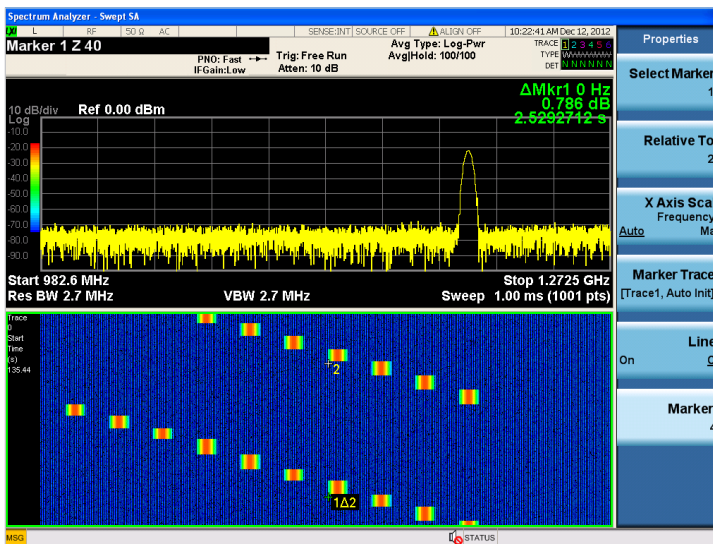 Spectrum Analyzer - Swept SA
L RF 50 Ω AC SENSE:INT SOURCE OFF ALIGN OFF 10:22:41 AM Dec 12, 2012
Marker 1 Z 40
PNO: Fast
IFGain:Low
Trig: Free Run
Atten: 10 dB
Avg Type: Log-Pwr
Avg|Hold: 100/100
TRACE 1 2 3 4 5 6
TYPE
DET N N N N N N
ΔMkr1 0 Hz
0.786 dB
2.5292712 s
10 dB/div
Log
Ref 0.00 dBm
-10.0
-20.0
-30.0
-40.0
-50.0
-60.0
-70.0
-80.0
-90.0
Start 982.6 MHz
Res BW 2.7 MHz
VBW 2.7 MHz
Stop 1.2725 GHz
Sweep 1.00 ms (1001 pts)
Trace
0
Start
Time
(s)
135.44
2
1Δ2
MSG
STATUS
Properties
Select Marker
1
Relative To
2
X Axis Sca
Frequency
Auto Ma
Marker Trace
[Trace1, Auto Init]
Line
On
Marker